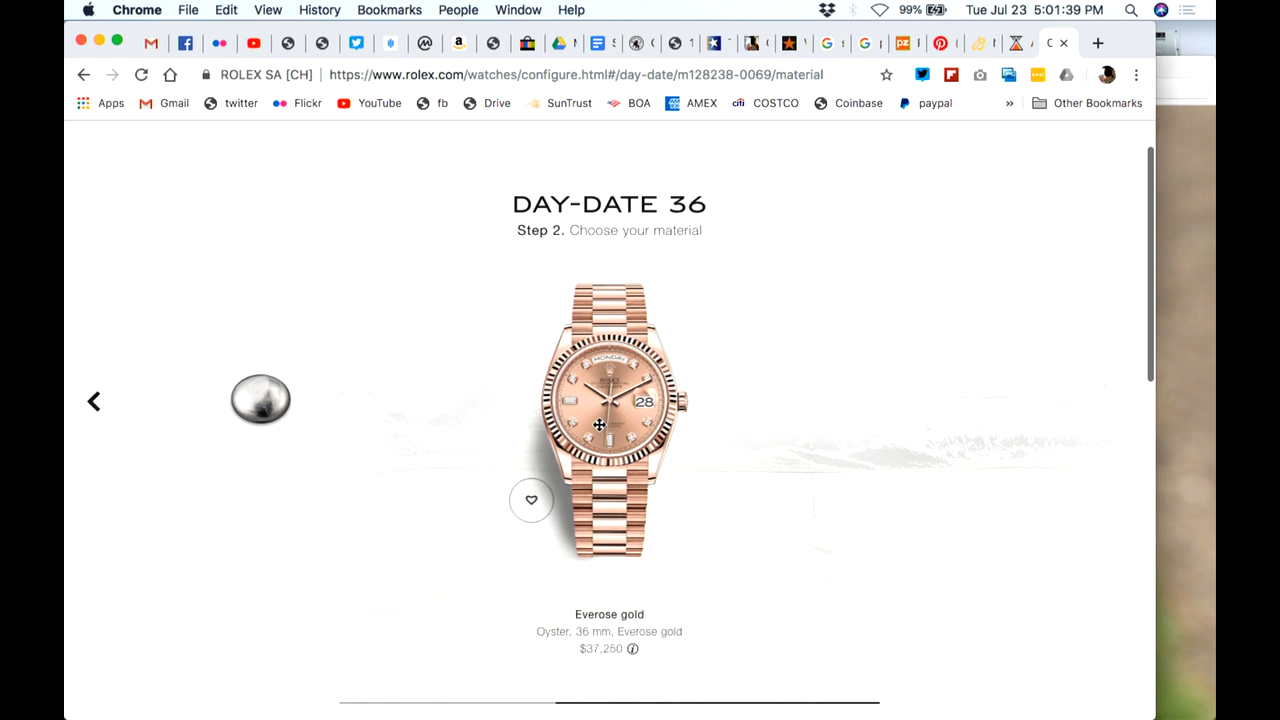 Chrome File Edit View History Bookmarks People Window Help 99% Tue Jul 23 5:01:39 PM
ROLEX SA [CH] | https://www.rolex.com/watches/configure.html#/day-date/m128238-0069/material
Apps Gmail twitter Flickr YouTube fb Drive SunTrust BOA AMEX COSTCO Coinbase paypal » Other Bookmarks
DAY-DATE 36
Step 2. Choose your material
MONDAY
ROLEX
28
Everose gold
Oyster, 36 mm, Everose gold
$37,250